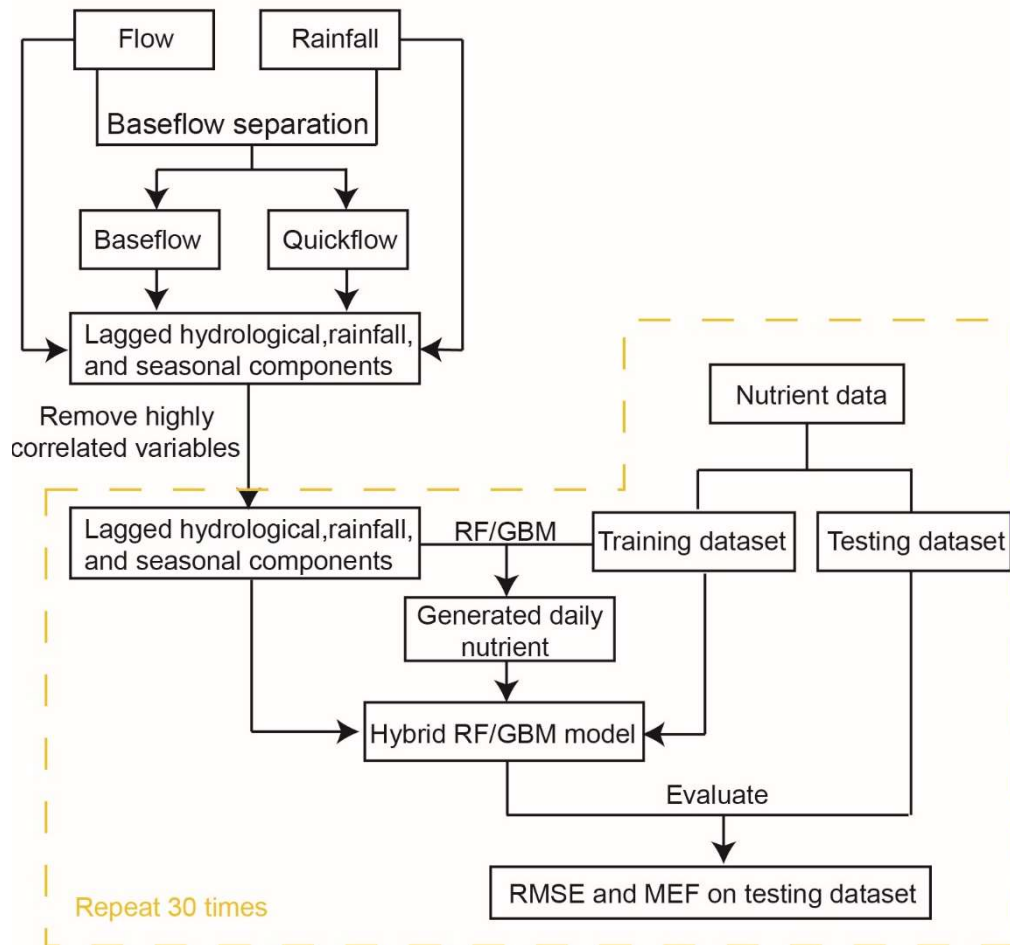 Flow
Rainfall
Baseflow separation
Baseflow
Quickflow
Lagged hydrological,rainfall,
and seasonal components
Remove highly
correlated variables
Nutrient data
Lagged hydrological,rainfall,
and seasonal components
RF/GBM
Training dataset
Testing dataset
Generated daily
nutrient
Hybrid RF/GBM model
Evaluate
RMSE and MEF on testing dataset
Repeat 30 times